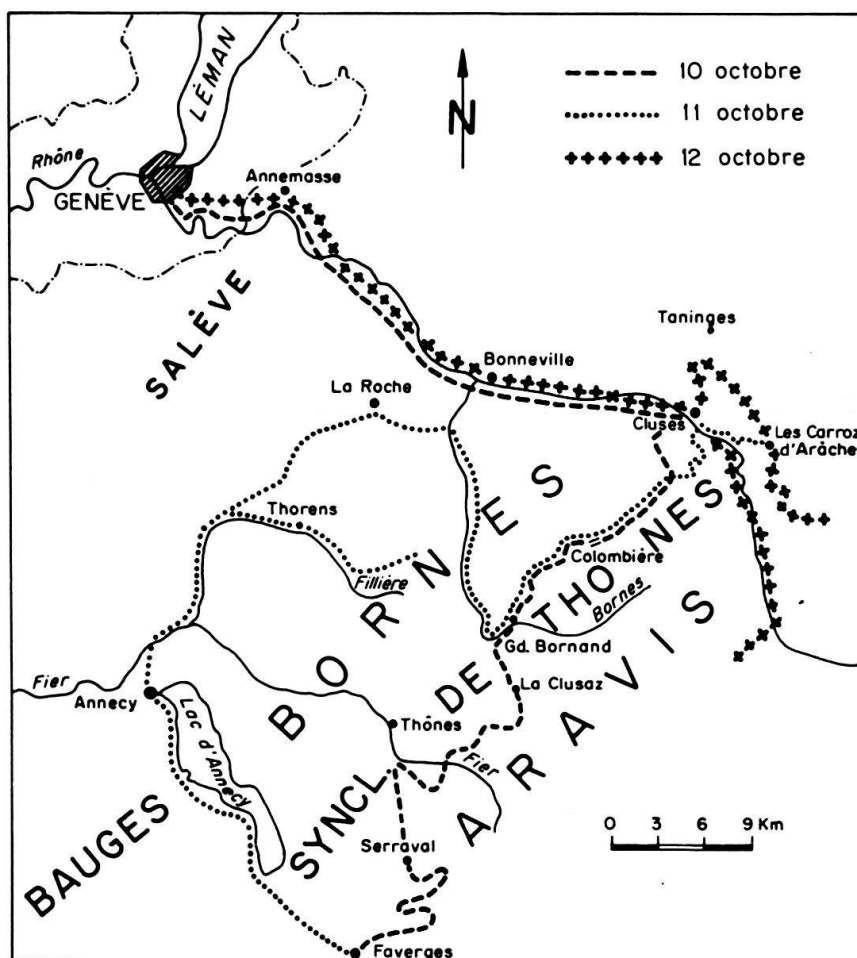 LÉMAN
N
10 octobre
11 octobre
12 octobre
Rhône
GENÈVE
Annemasse
SALÈVE
Taninges
Bonneville
La Roche
Cluses
Les Carroz
d'Arâche
Thorens
Fillière
Colombière
Bornes
Gd. Bornand
La Clusaz
Fier
Annecy
Lac d'Annecy
Thônes
Fier
BORNES
SYNCL. DE THONES
ARAVIS
BAUGES
Serraval
Faverges
0 3 6 9 Km